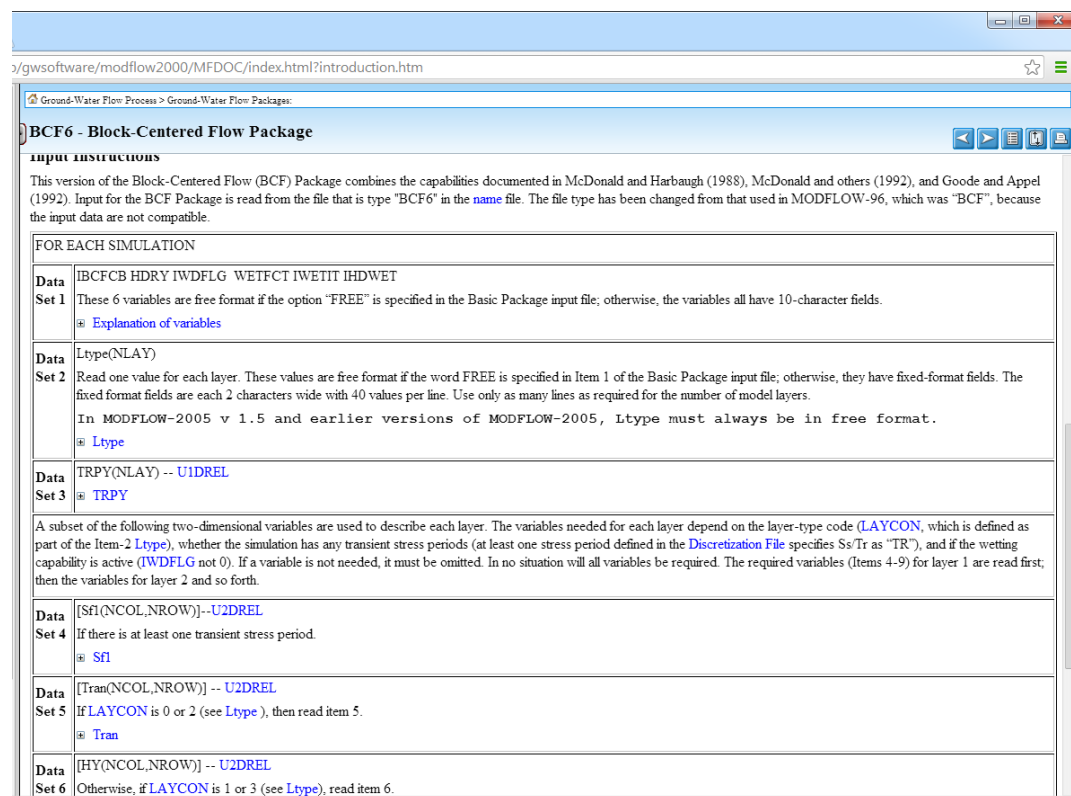 o/gwsoftware/modflow2000/MFDOC/index.html?introduction.htm
Ground-Water Flow Process > Ground-Water Flow Packages:
BCF6 - Block-Centered Flow Package
Input Instructions
This version of the Block-Centered Flow (BCF) Package combines the capabilities documented in McDonald and Harbaugh (1988), McDonald and others (1992), and Goode and Appel
(1992). Input for the BCF Package is read from the file that is type "BCF6" in the name file. The file type has been changed from that used in MODFLOW-96, which was “BCF”, because
the input data are not compatible.
FOR EACH SIMULATION
Data Set 1
IBCFCB HDRY IWDFLG WETFCT IWETIT IHDWET
These 6 variables are free format if the option “FREE” is specified in the Basic Package input file; otherwise, the variables all have 10-character fields.
Explanation of variables
Data Set 2
Ltype(NLAY)
Read one value for each layer. These values are free format if the word FREE is specified in Item 1 of the Basic Package input file; otherwise, they have fixed-format fields. The
fixed format fields are each 2 characters wide with 40 values per line. Use only as many lines as required for the number of model layers.
In MODFLOW-2005 v 1.5 and earlier versions of MODFLOW-2005, Ltype must always be in free format.
Ltype
Data Set 3
TRPY(NLAY) -- U1DREL
TRPY
A subset of the following two-dimensional variables are used to describe each layer. The variables needed for each layer depend on the layer-type code (LAYCON, which is defined as
part of the Item-2 Ltype), whether the simulation has any transient stress periods (at least one stress period defined in the Discretization File specifies Ss/Tr as “TR”), and if the wetting
capability is active (IWDFLG not 0). If a variable is not needed, it must be omitted. In no situation will all variables be required. The required variables (Items 4-9) for layer 1 are read first;
then the variables for layer 2 and so forth.
Data Set 4
[Sf1(NCOL,NROW)]--U2DREL
If there is at least one transient stress period.
Sf1
Data Set 5
[Tran(NCOL,NROW)] -- U2DREL
If LAYCON is 0 or 2 (see Ltype ), then read item 5.
Tran
Data Set 6
[HY(NCOL,NROW)] -- U2DREL
Otherwise, if LAYCON is 1 or 3 (see Ltype), read item 6.